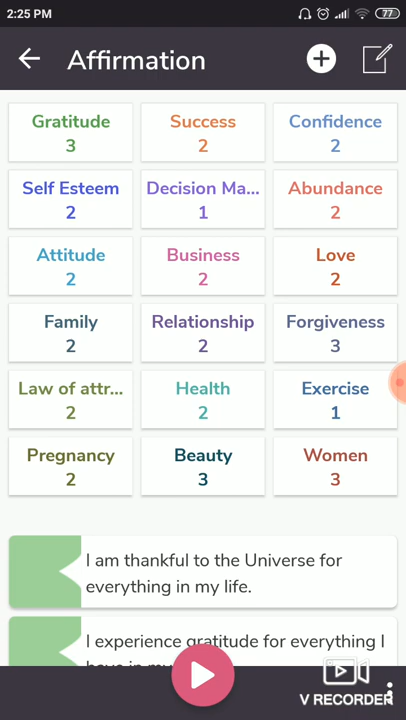 2:25 PM 77
Affirmation
Gratitude Success Confidence
3 2 2
Self Esteem Decision Ma... Abundance
2 1 2
Attitude Business Love
2 2 2
Family Relationship Forgiveness
2 2 3
Law of attr... Health Exercise
2 2 1
Pregnancy Beauty Women
2 3 3
I am thankful to the Universe for
everything in my life.
I experience gratitude for everything I
have in my
V RECORDER